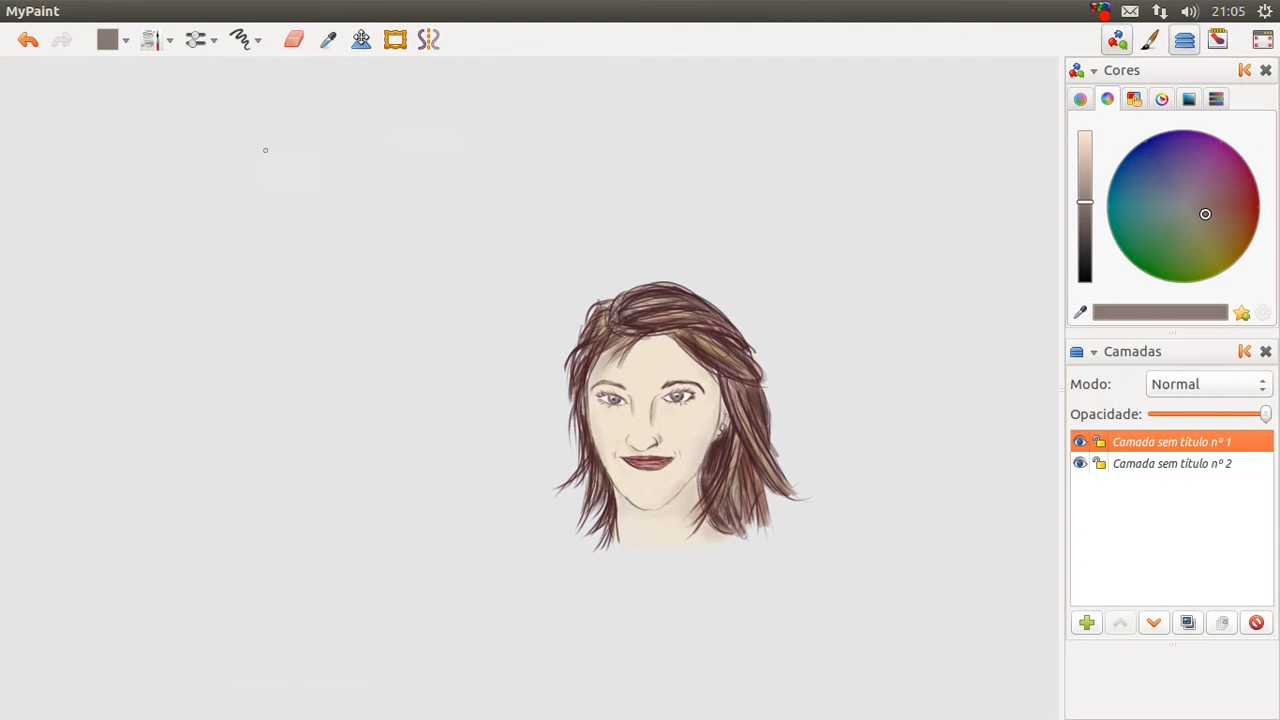 MyPaint
21:05
Cores
Camadas
Modo:
Normal
Opacidade:
Camada sem título nº 1
Camada sem título nº 2